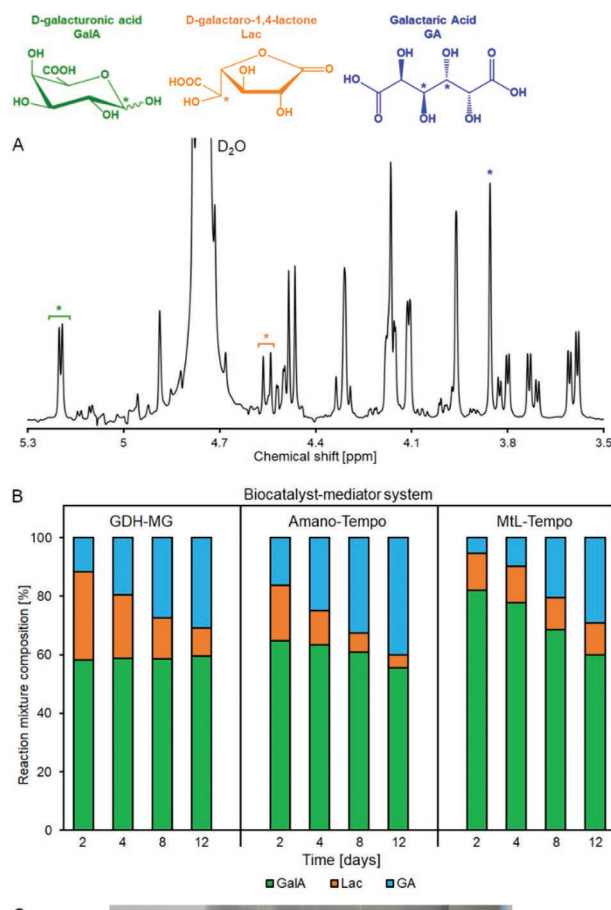 D-galacturonic acid
GalA
D-galactaro-1,4-lactone
Lac
Galactaric Acid
GA
OH
COOH
O
HO
OH
*
OH
HOOC
HO
*
O
OH
OH
O
HO
O
OH
OH
*
*
OH
OH
O
OH
A
D₂O
*
*
*
5.3 5 4.7 4.4 4.1 3.8 3.5
Chemical shift [ppm]
B
Biocatalyst-mediator system
GDH-MG Amano-Tempo MtL-Tempo
Reaction mixture composition [%]
100
80
60
40
20
0
2 4 8 12 2 4 8 12 2 4 8 12
Time [days]
GalA Lac GA